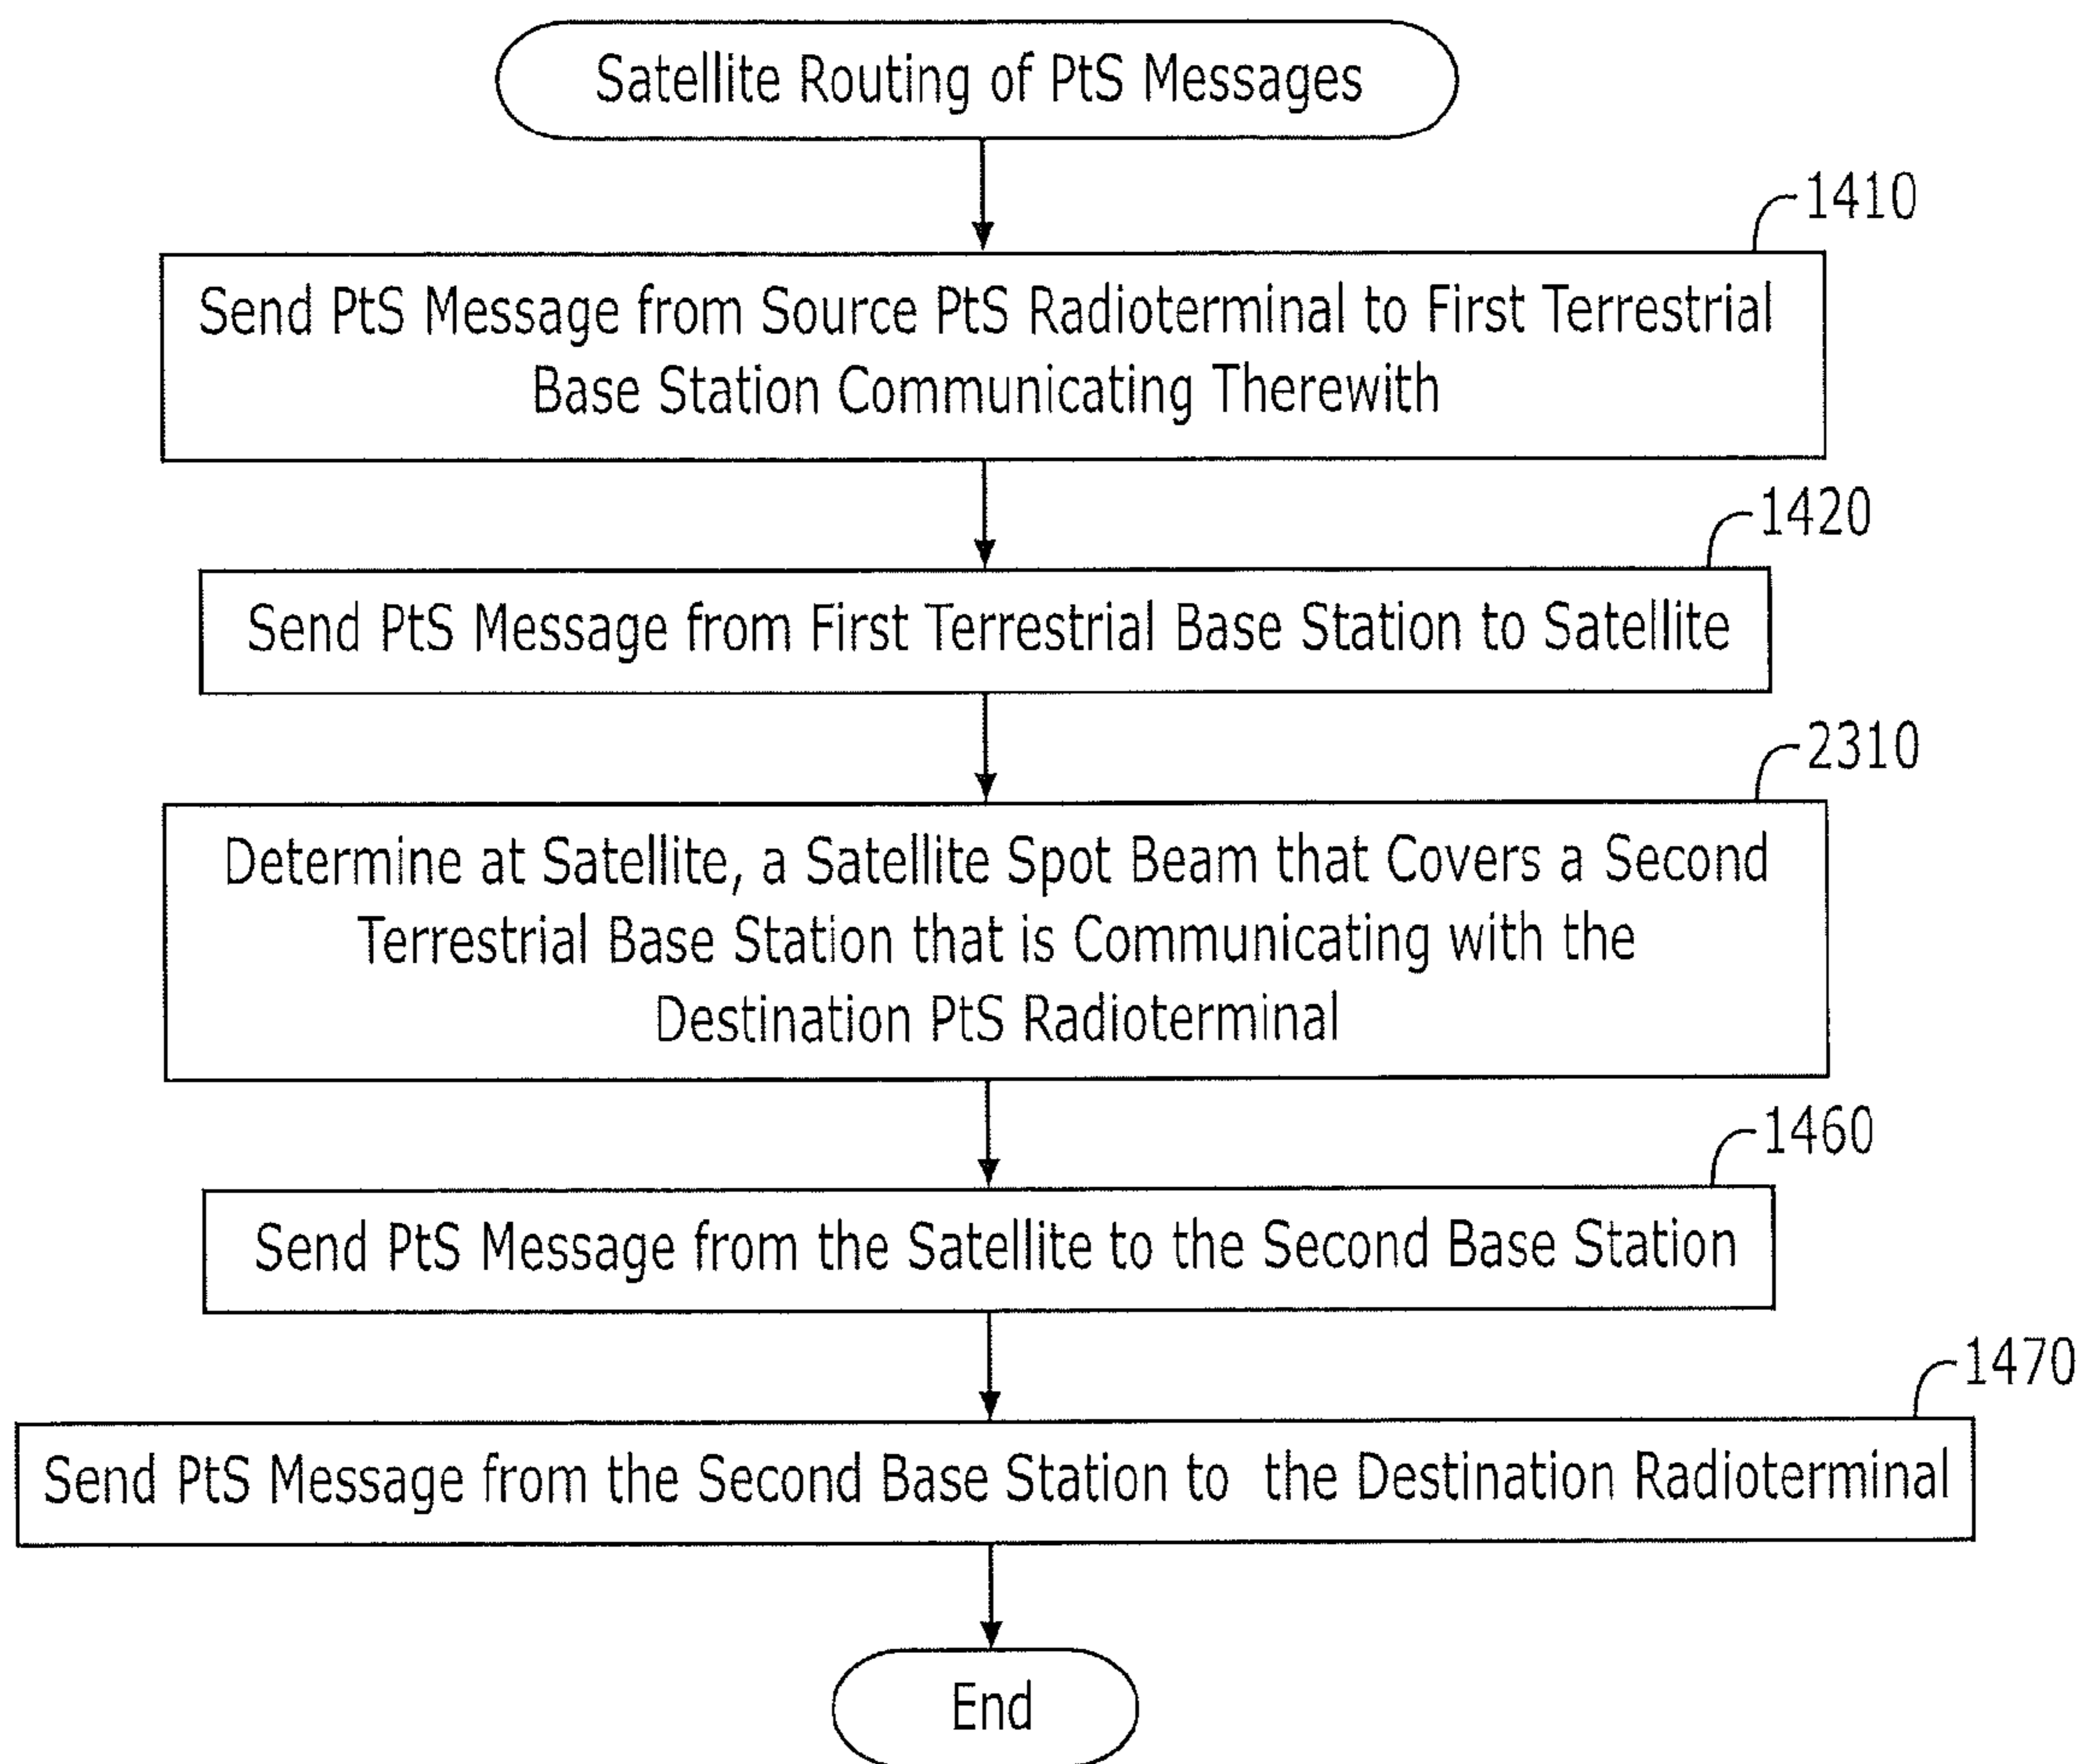 Satellite Routing of PtS Messages
1410
Send PtS Message from Source PtS Radioterminal to First Terrestrial
Base Station Communicating Therewith
1420
Send PtS Message from First Terrestrial Base Station to Satellite
2310
Determine at Satellite, a Satellite Spot Beam that Covers a Second
Terrestrial Base Station that is Communicating with the
Destination PtS Radioterminal
1460
Send PtS Message from the Satellite to the Second Base Station
1470
Send PtS Message from the Second Base Station to the Destination Radioterminal
End